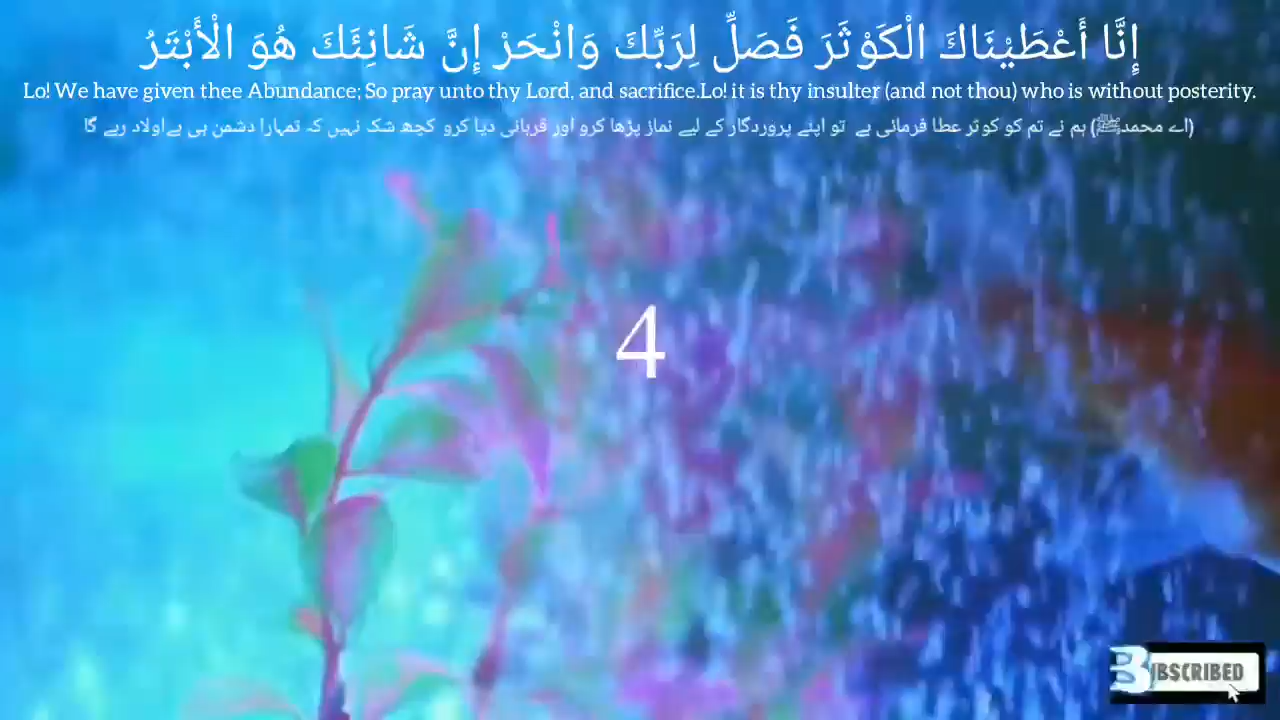 إِنَّا أَعْطَيْنَاكَ الْكَوْثَرَ فَصَلِّ لِرَبِّكَ وَانْحَرْ إِنَّ شَانِئَكَ هُوَ الْأَبْتَرُ
Lo! We have given thee Abundance; So pray unto thy Lord, and sacrifice.Lo! it is thy insulter (and not thou) who is without posterity.
(اے محمدﷺ) ہم نے تم کو کوثر عطا فرمائی ہے تو اپنے پروردگار کے لیے نماز پڑھا کرو اور قربانی دیا کرو کچھ شک نہیں کہ تمہارا دشمن ہی بےاولاد رہے گا
4
UBSCRIBED